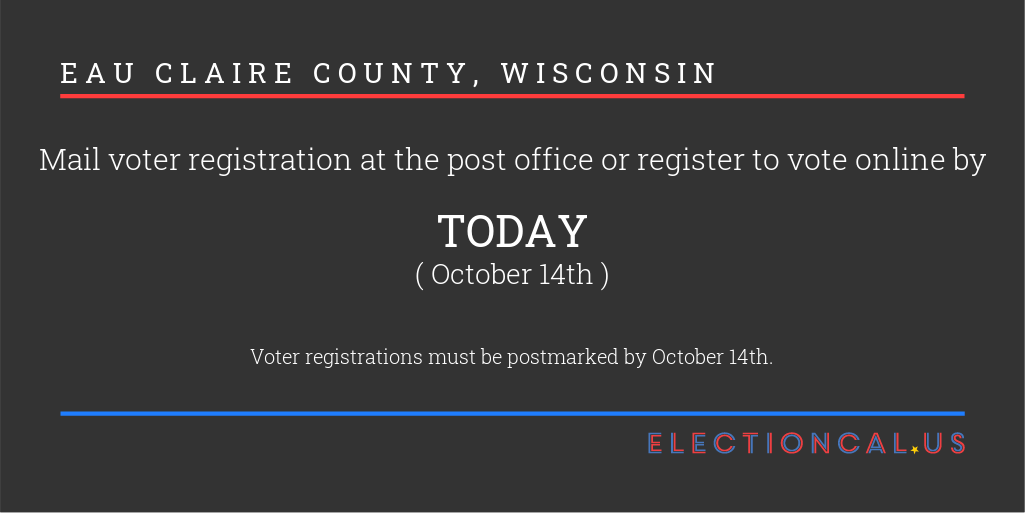 EAU CLAIRE COUNTY, WISCONSIN
Mail voter registration at the post office or register to vote online by
TODAY
( October 14th )
Voter registrations must be postmarked by October 14th.
ELECTIONCAL.US